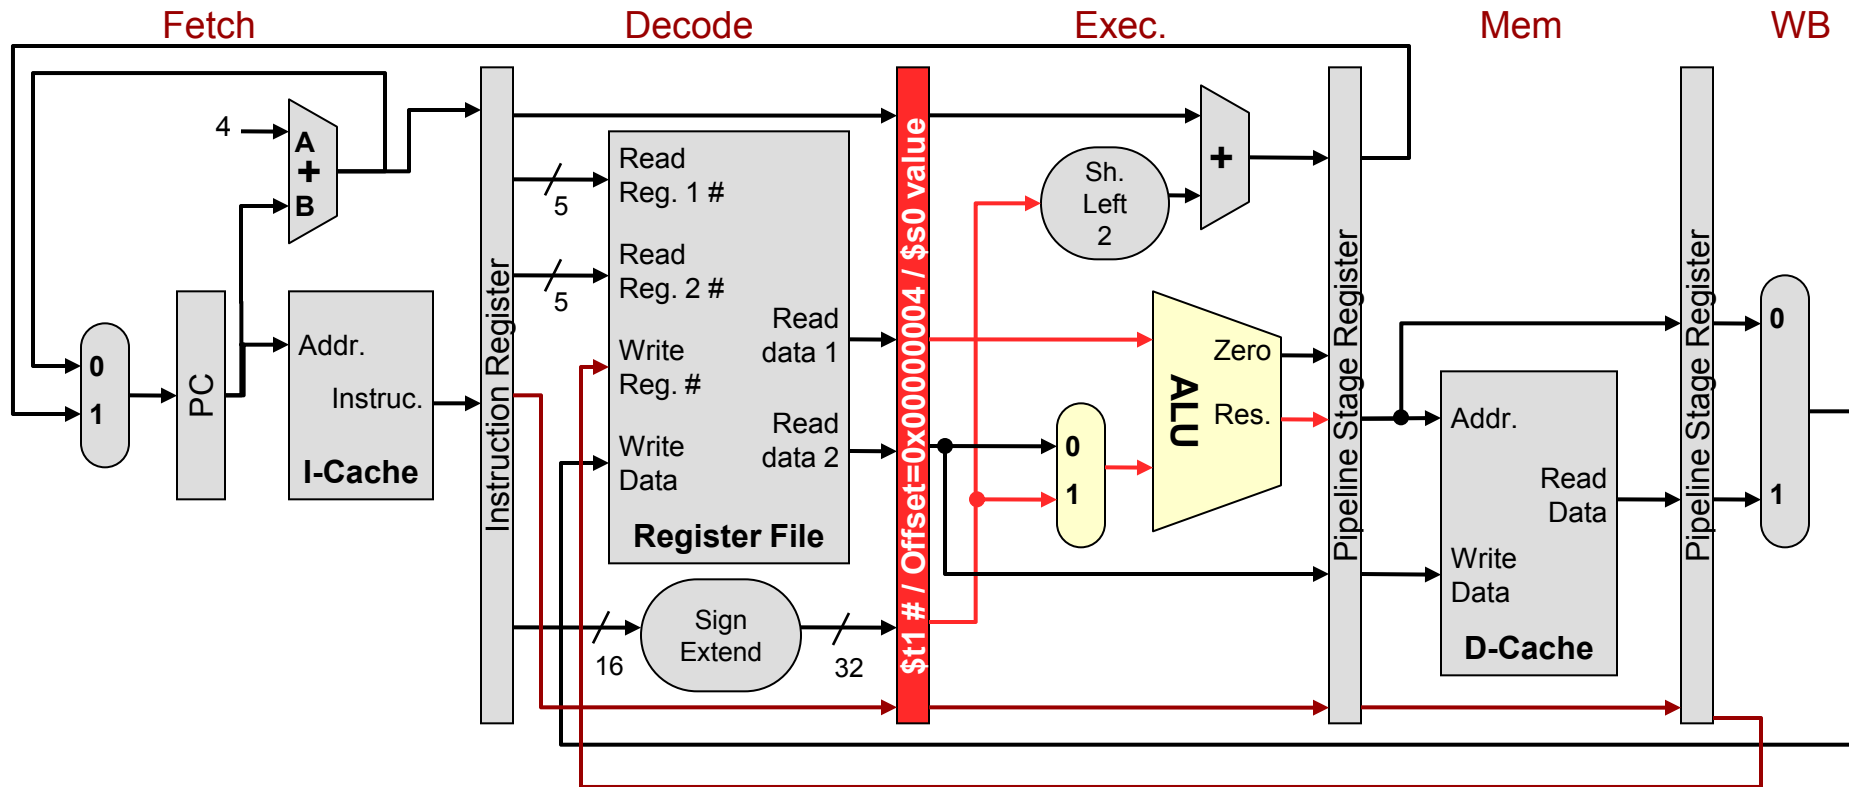 Fetch
Decode
Exec.
Mem
WB
4
A
+
B
0
1
PC
Addr.
Instruc.
I-Cache
Instruction Register
5
5
Read
Reg. 1 #
Read
Reg. 2 #
Write
Reg. #
Write
Data
Read
data 1
Read
data 2
Register File
16
Sign
Extend
32
$t1 # / Offset=0x00000004 / $s0 value
Sh.
Left
2
+
0
1
ALU
Zero
Res.
Pipeline Stage Register
Addr.
Read
Data
Write
Data
D-Cache
Pipeline Stage Register
0
1